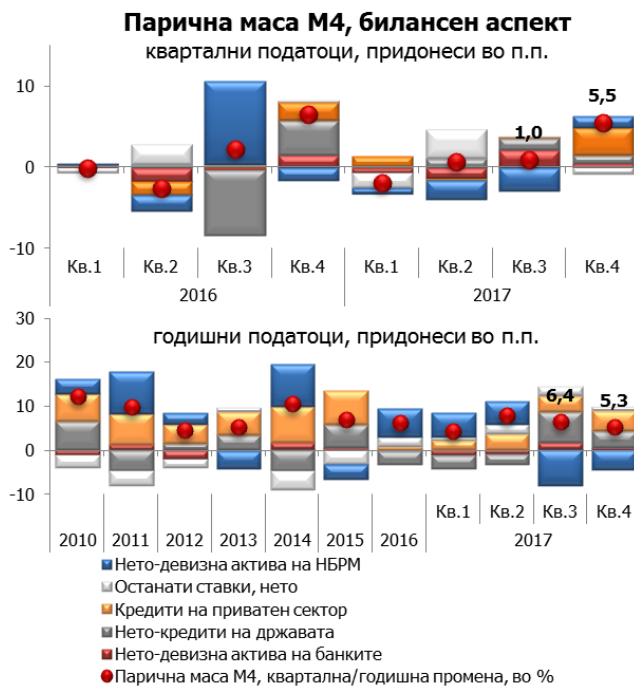 Парична маса М4, билансен аспект
квартални податоци, придонеси во п.п.
10
0
-10
5,5
1,0
Кв.1 Кв.2 Кв.3 Кв.4 Кв.1 Кв.2 Кв.3 Кв.4
2016 2017
годишни податоци, придонеси во п.п.
30
20
10
0
-10
6,4
5,3
Кв.1 Кв.2 Кв.3 Кв.4
2010 2011 2012 2013 2014 2015 2016 2017
Нето-девизна актива на НБРМ
Останати ставки, нето
Кредити на приватен сектор
Нето-кредити на државата
Нето-девизна актива на банките
Парична маса М4, квартална/годишна промена, во %